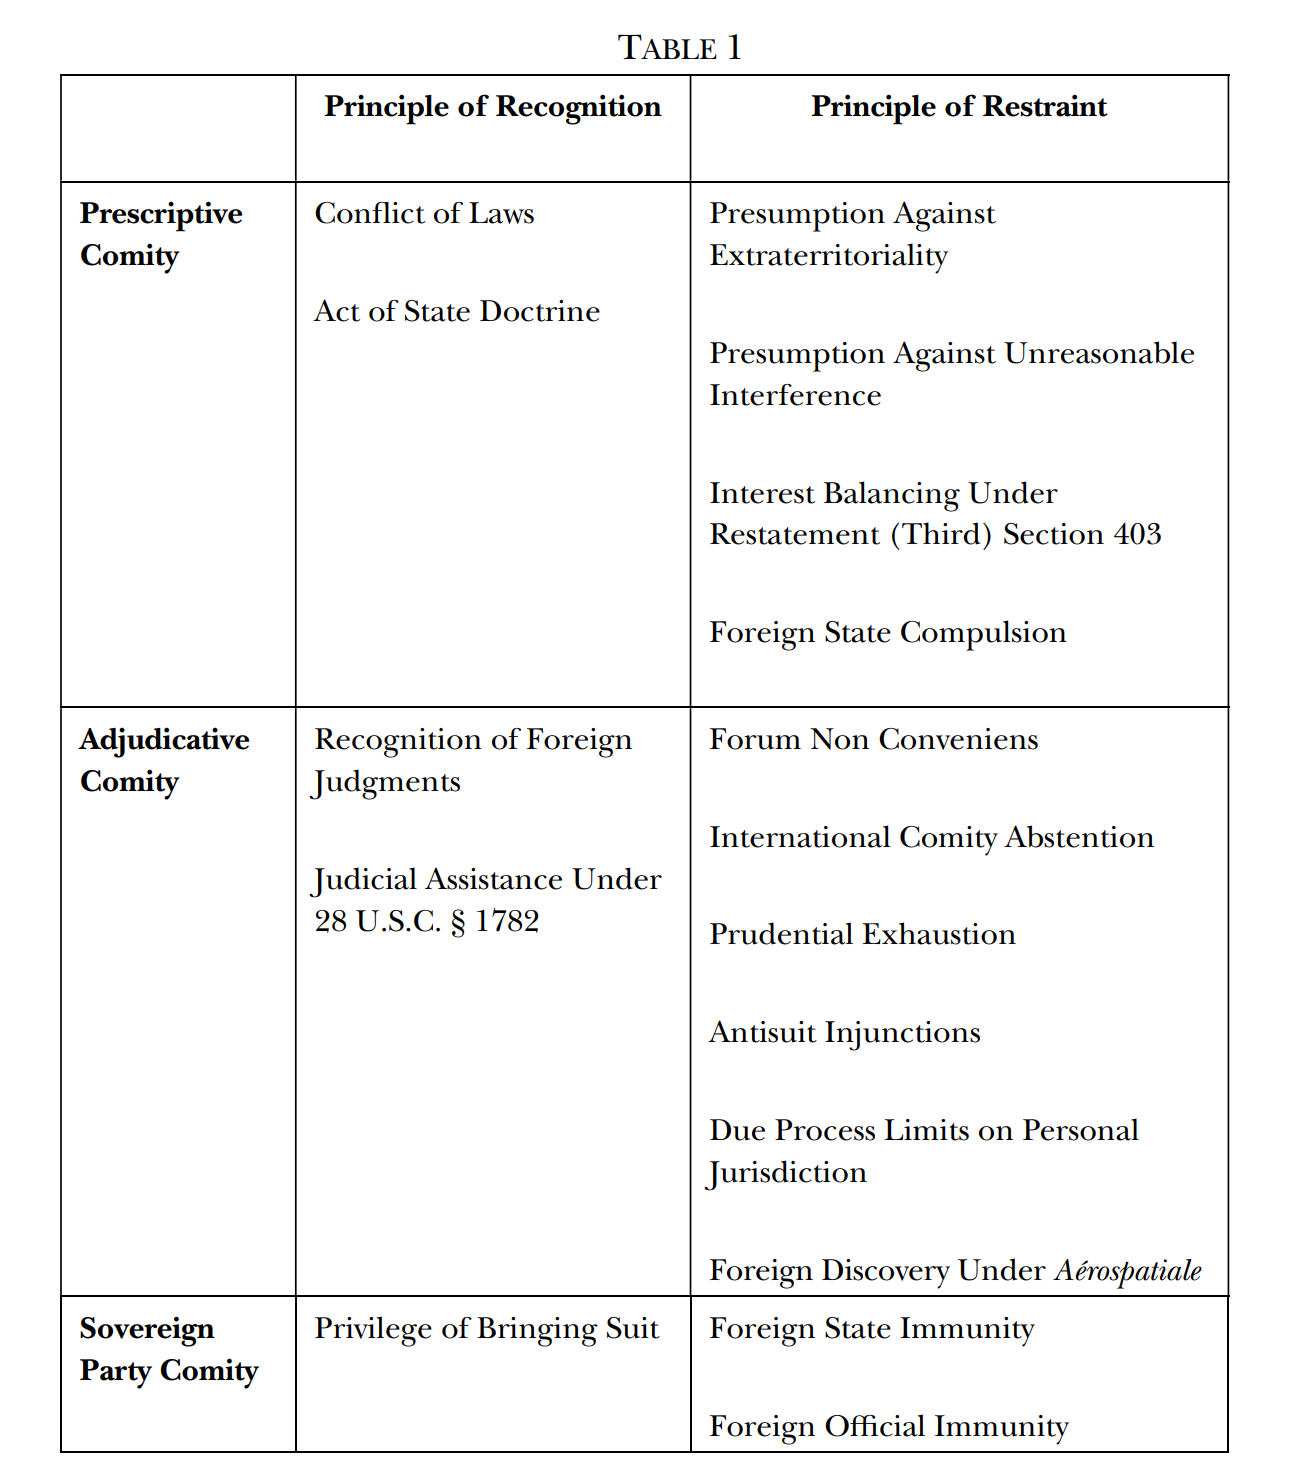 TABLE 1
Principle of Recognition
Principle of Restraint
Prescriptive
Comity
Conflict of Laws
Act of State Doctrine
Presumption Against
Extraterritoriality
Presumption Against Unreasonable
Interference
Interest Balancing Under
Restatement (Third) Section 403
Foreign State Compulsion
Adjudicative
Comity
Recognition of Foreign
Judgments
Judicial Assistance Under
28 U.S.C. § 1782
Forum Non Conveniens
International Comity Abstention
Prudential Exhaustion
Antisuit Injunctions
Due Process Limits on Personal
Jurisdiction
Foreign Discovery Under Aérospatiale
Sovereign
Party Comity
Privilege of Bringing Suit
Foreign State Immunity
Foreign Official Immunity